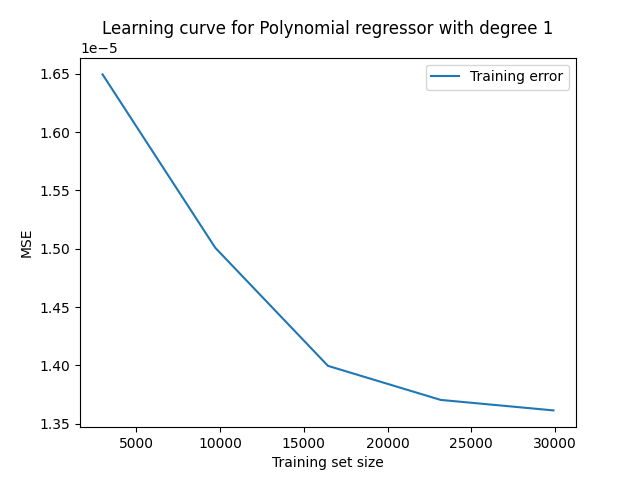 Learning curve for Polynomial regressor with degree 1
1e−5
Training error
1.65
1.60
1.55
1.50
1.45
1.40
1.35
MSE
5000 10000 15000 20000 25000 30000
Training set size